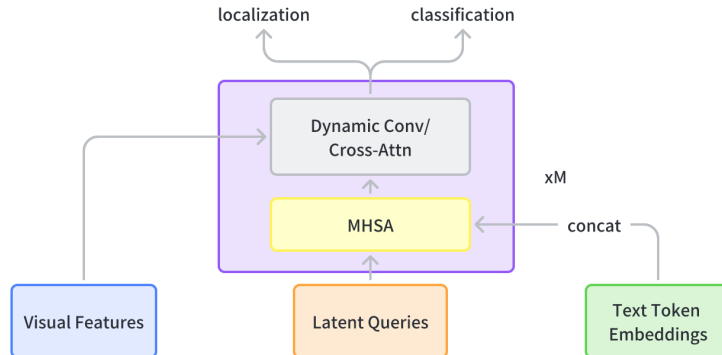 localization
classification
Dynamic Conv/
Cross-Attn
xM
MHSA
concat
Visual Features
Latent Queries
Text Token
Embeddings